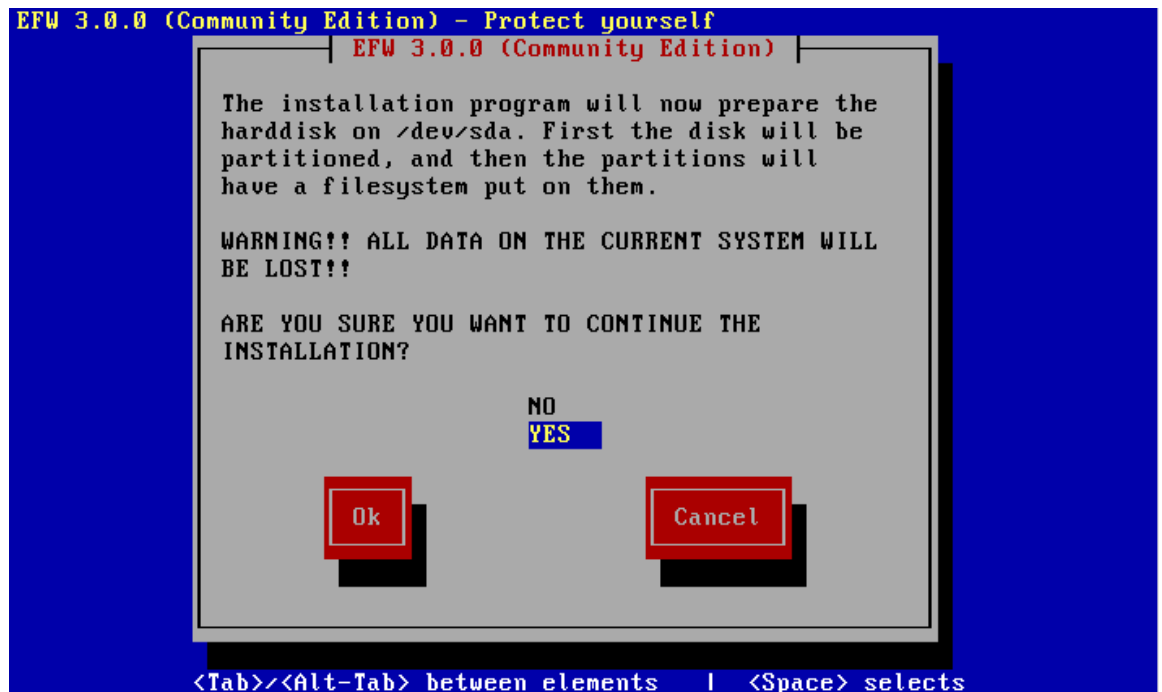 EFW 3.0.0 (Community Edition) - Protect yourself
EFW 3.0.0 (Community Edition)
The installation program will now prepare the
harddisk on /dev/sda. First the disk will be
partitioned, and then the partitions will
have a filesystem put on them.
WARNING!! ALL DATA ON THE CURRENT SYSTEM WILL
BE LOST!!
ARE YOU SURE YOU WANT TO CONTINUE THE
INSTALLATION?
NO
YES
Ok
Cancel
<Tab>/<Alt-Tab> between elements | <Space> selects